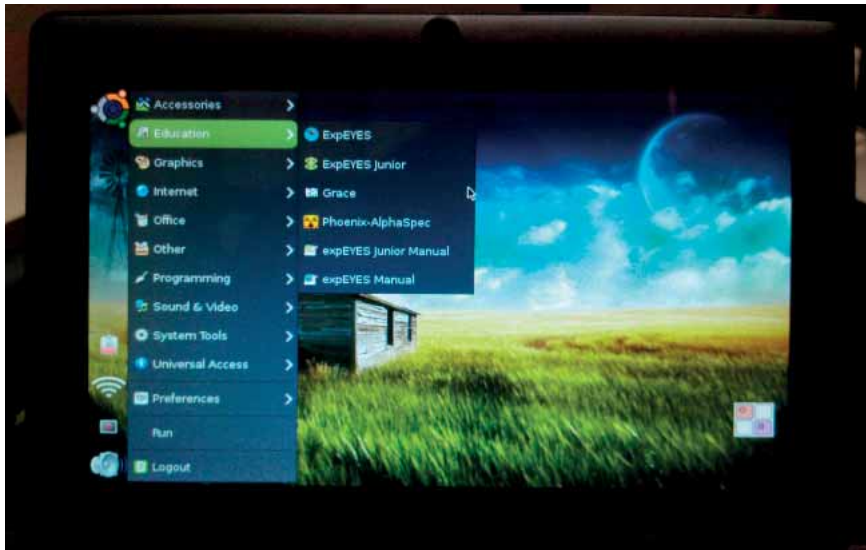 Accessories
Education
Graphics
Internet
Office
Other
Programming
Sound & Video
System Tools
Universal Access
Preferences
Run
Logout
ExpEYES
ExpEYES Junior
Grace
Phoenix-AlphaSpec
expEYES Junior Manual
expEYES Manual